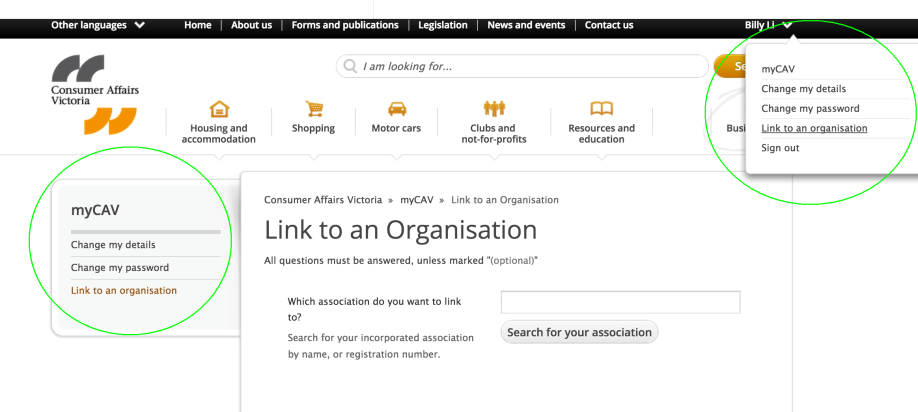 Other languages
Home | About us | Forms and publications | Legislation | News and events | Contact us
Billy Li
Consumer Affairs
Victoria
I am looking for...
myCAV
Change my details
Change my password
Link to an organisation
Sign out
Housing and
accommodation
Shopping
Motor cars
Clubs and
not-for-profits
Resources and
education
myCAV
Change my details
Change my password
Link to an organisation
Consumer Affairs Victoria » myCAV » Link to an Organisation
Link to an Organisation
All questions must be answered, unless marked "(optional)"
Which association do you want to link
to?
Search for your incorporated association
by name, or registration number.
Search for your association